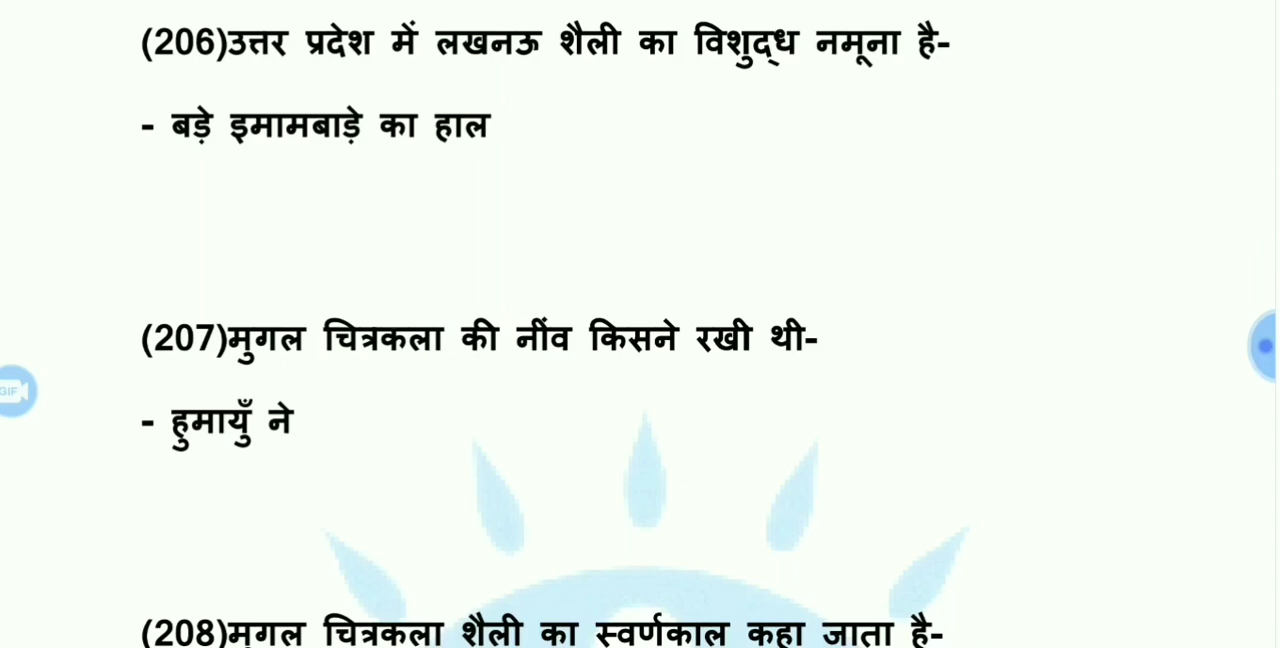 (206)उत्तर प्रदेश में लखनऊ शैली का विशुद्ध नमूना है-
- बड़े इमामबाड़े का हाल
(207)मुगल चित्रकला की नींव किसने रखी थी-
- हुमायुँ ने
GIF
(208)मुगल चित्रकला शैली का स्वर्णकाल कहा जाता है-